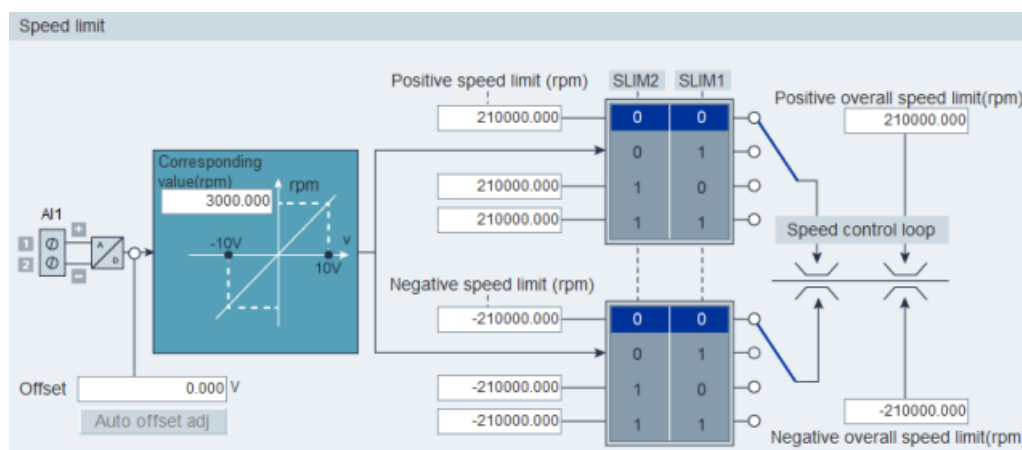 Speed limit
Positive speed limit (rpm)
SLIM2 SLIM1
Positive overall speed limit(rpm)
210000.000
0 0
210000.000
0 1
210000.000
1 0
210000.000
1 1
Corresponding
value(rpm)
3000.000
rpm
-10V
V
10V
AI1
1
2
+
−
A
D
Speed control loop
Negative speed limit (rpm)
-210000.000
0 0
0 1
-210000.000
1 0
-210000.000
1 1
-210000.000
Negative overall speed limit(rpm)
Offset
0.000 V
Auto offset adj